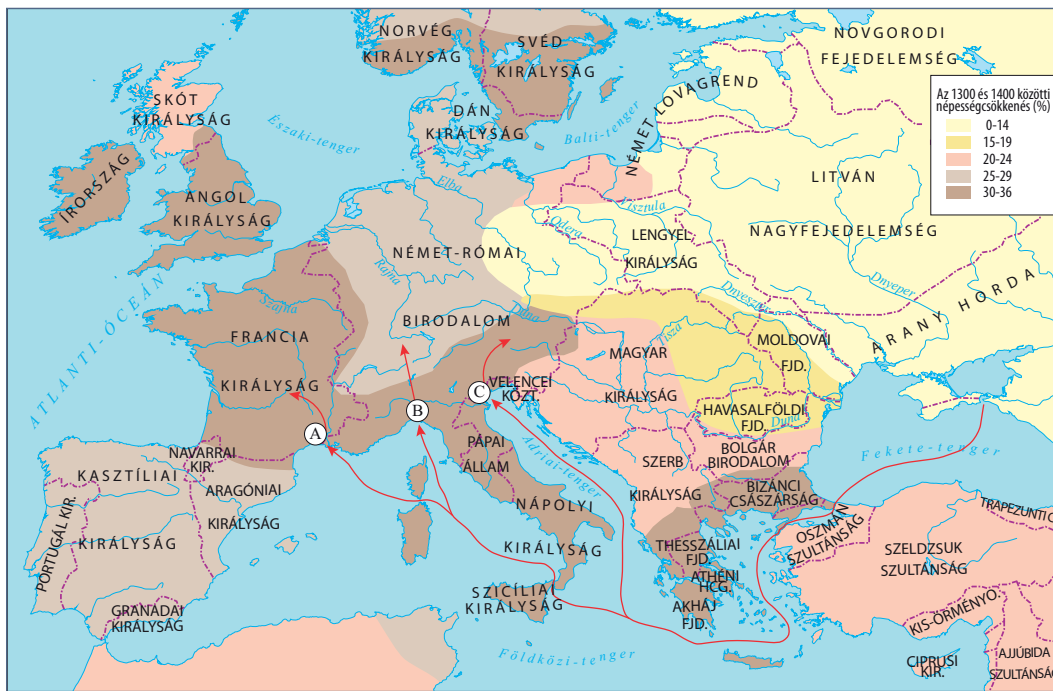 NORVÉG
KIRÁLYSÁG
SVÉD
KIRÁLYSÁG
NOVGORODI
FEJEDELEMSÉG
Az 1300 és 1400 közötti
népességcsökkenés (%)
0-14
15-19
20-24
25-29
30-36
SKÓT
KIRÁLYSÁG
Északi-tenger
DÁN
KIRÁLYSÁG
Balti-tenger
NÉMET LOVAGREND
ÍRORSZÁG
ANGOL
KIRÁLYSÁG
LITVÁN
NAGYFEJEDELEMSÉG
Elba
Visztula
Odera
LENGYEL
KIRÁLYSÁG
NÉMET-RÓMAI
BIRODALOM
Rajna
Dnyeper
Dnyeszter
ARANY HORDA
ATLANTI-ÓCEÁN
Szajna
FRANCIA
KIRÁLYSÁG
Duna
Tisza
MAGYAR
KIRÁLYSÁG
MOLDOVAI
FJD.
A
B
C
VELENCEI
KÖZT.
HAVASALFÖLDI
FJD.
Duna
NAVARRAI
KIR.
KASZTÍLIAI
KIRÁLYSÁG
ARAGÓNIAI
KIRÁLYSÁG
PORTUGÁL KIR.
GRANADAI
KIRÁLYSÁG
PÁPAI
ÁLLAM
Adriai-tenger
NÁPOLYI
KIRÁLYSÁG
SZERB
KIRÁLYSÁG
BOLGÁR
BIRODALOM
BIZÁNCI
CSÁSZÁRSÁG
Fekete-tenger
TRAPEZUNTI C
OSZMÁN
SZULTÁNSÁG
SZELDZSUK
SZULTÁNSÁG
THESSZÁLIAI
FJD.
ATHÉNI
HCG.
AKHÁJ
FJD.
SZICÍLIAI
KIRÁLYSÁG
KIS-ÖRMÉNYO.
Földközi-tenger
CIPRUSI
KIR.
AJJÚBIDA
SZULTÁNSÁG